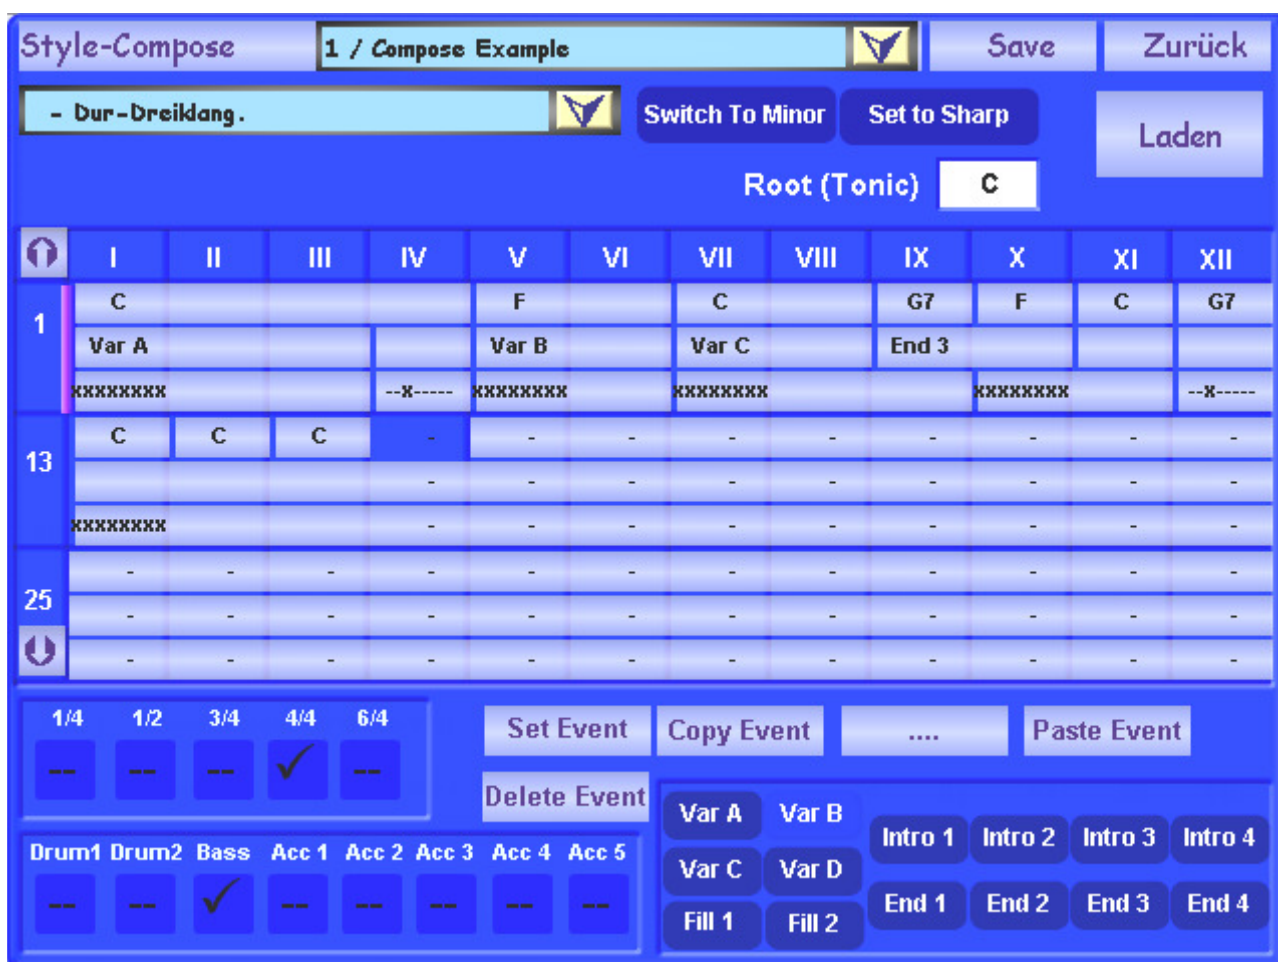 Style-Compose 1 / Compose Example Save Zurück
- Dur-Dreiklang. Switch To Minor Set to Sharp Laden
Root (Tonic) C
I II III IV V VI VII VIII IX X XI XII
1 C F C G7 F C G7
Var A Var B Var C End 3
xxxxxxxx --x----- xxxxxxxx xxxxxxxx xxxxxxxx --x-----
13 C C C - - - - - - - - -
- - - - - - - - -
xxxxxxxx - - - - - - - - -
25 - - - - - - - - - - - -
- - - - - - - - - - - -
- - - - - - - - - - - -
1/4 1/2 3/4 4/4 6/4
-- -- -- ✓ --
Set Event Copy Event .... Paste Event
Delete Event
Drum1 Drum2 Bass Acc 1 Acc 2 Acc 3 Acc 4 Acc 5
-- -- ✓ -- -- -- -- --
Var A Var B Intro 1 Intro 2 Intro 3 Intro 4
Var C Var D
Fill 1 Fill 2 End 1 End 2 End 3 End 4